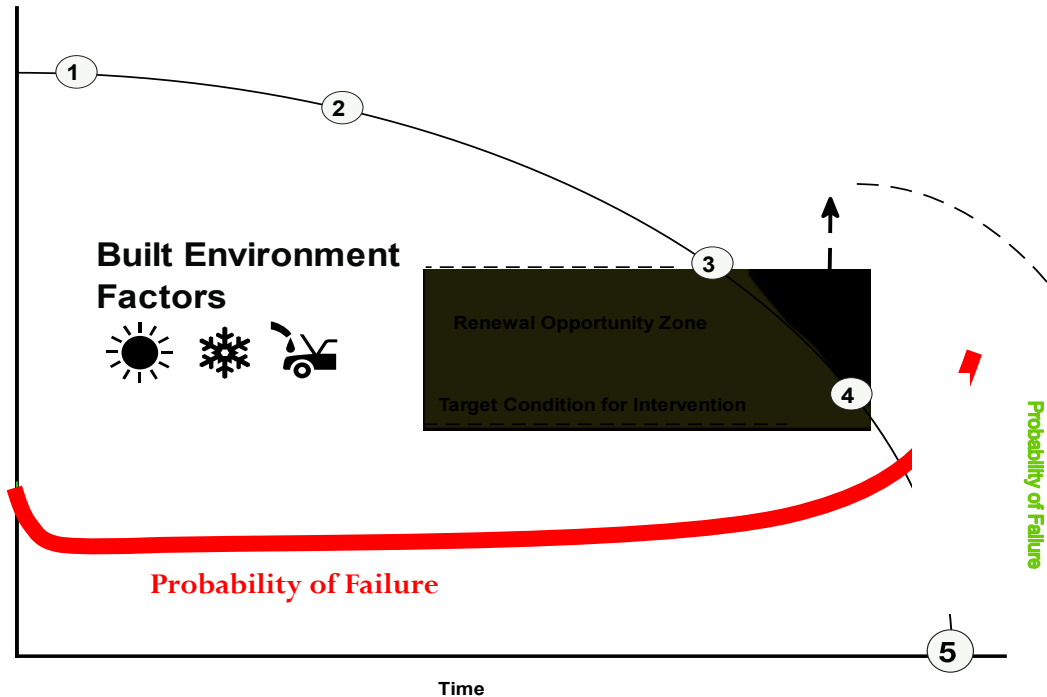 1
2
3
Built Environment
Factors
Renewal Opportunity Zone
4
Target Condition for Intervention
Probability of Failure
Probability of Failure
5
Time